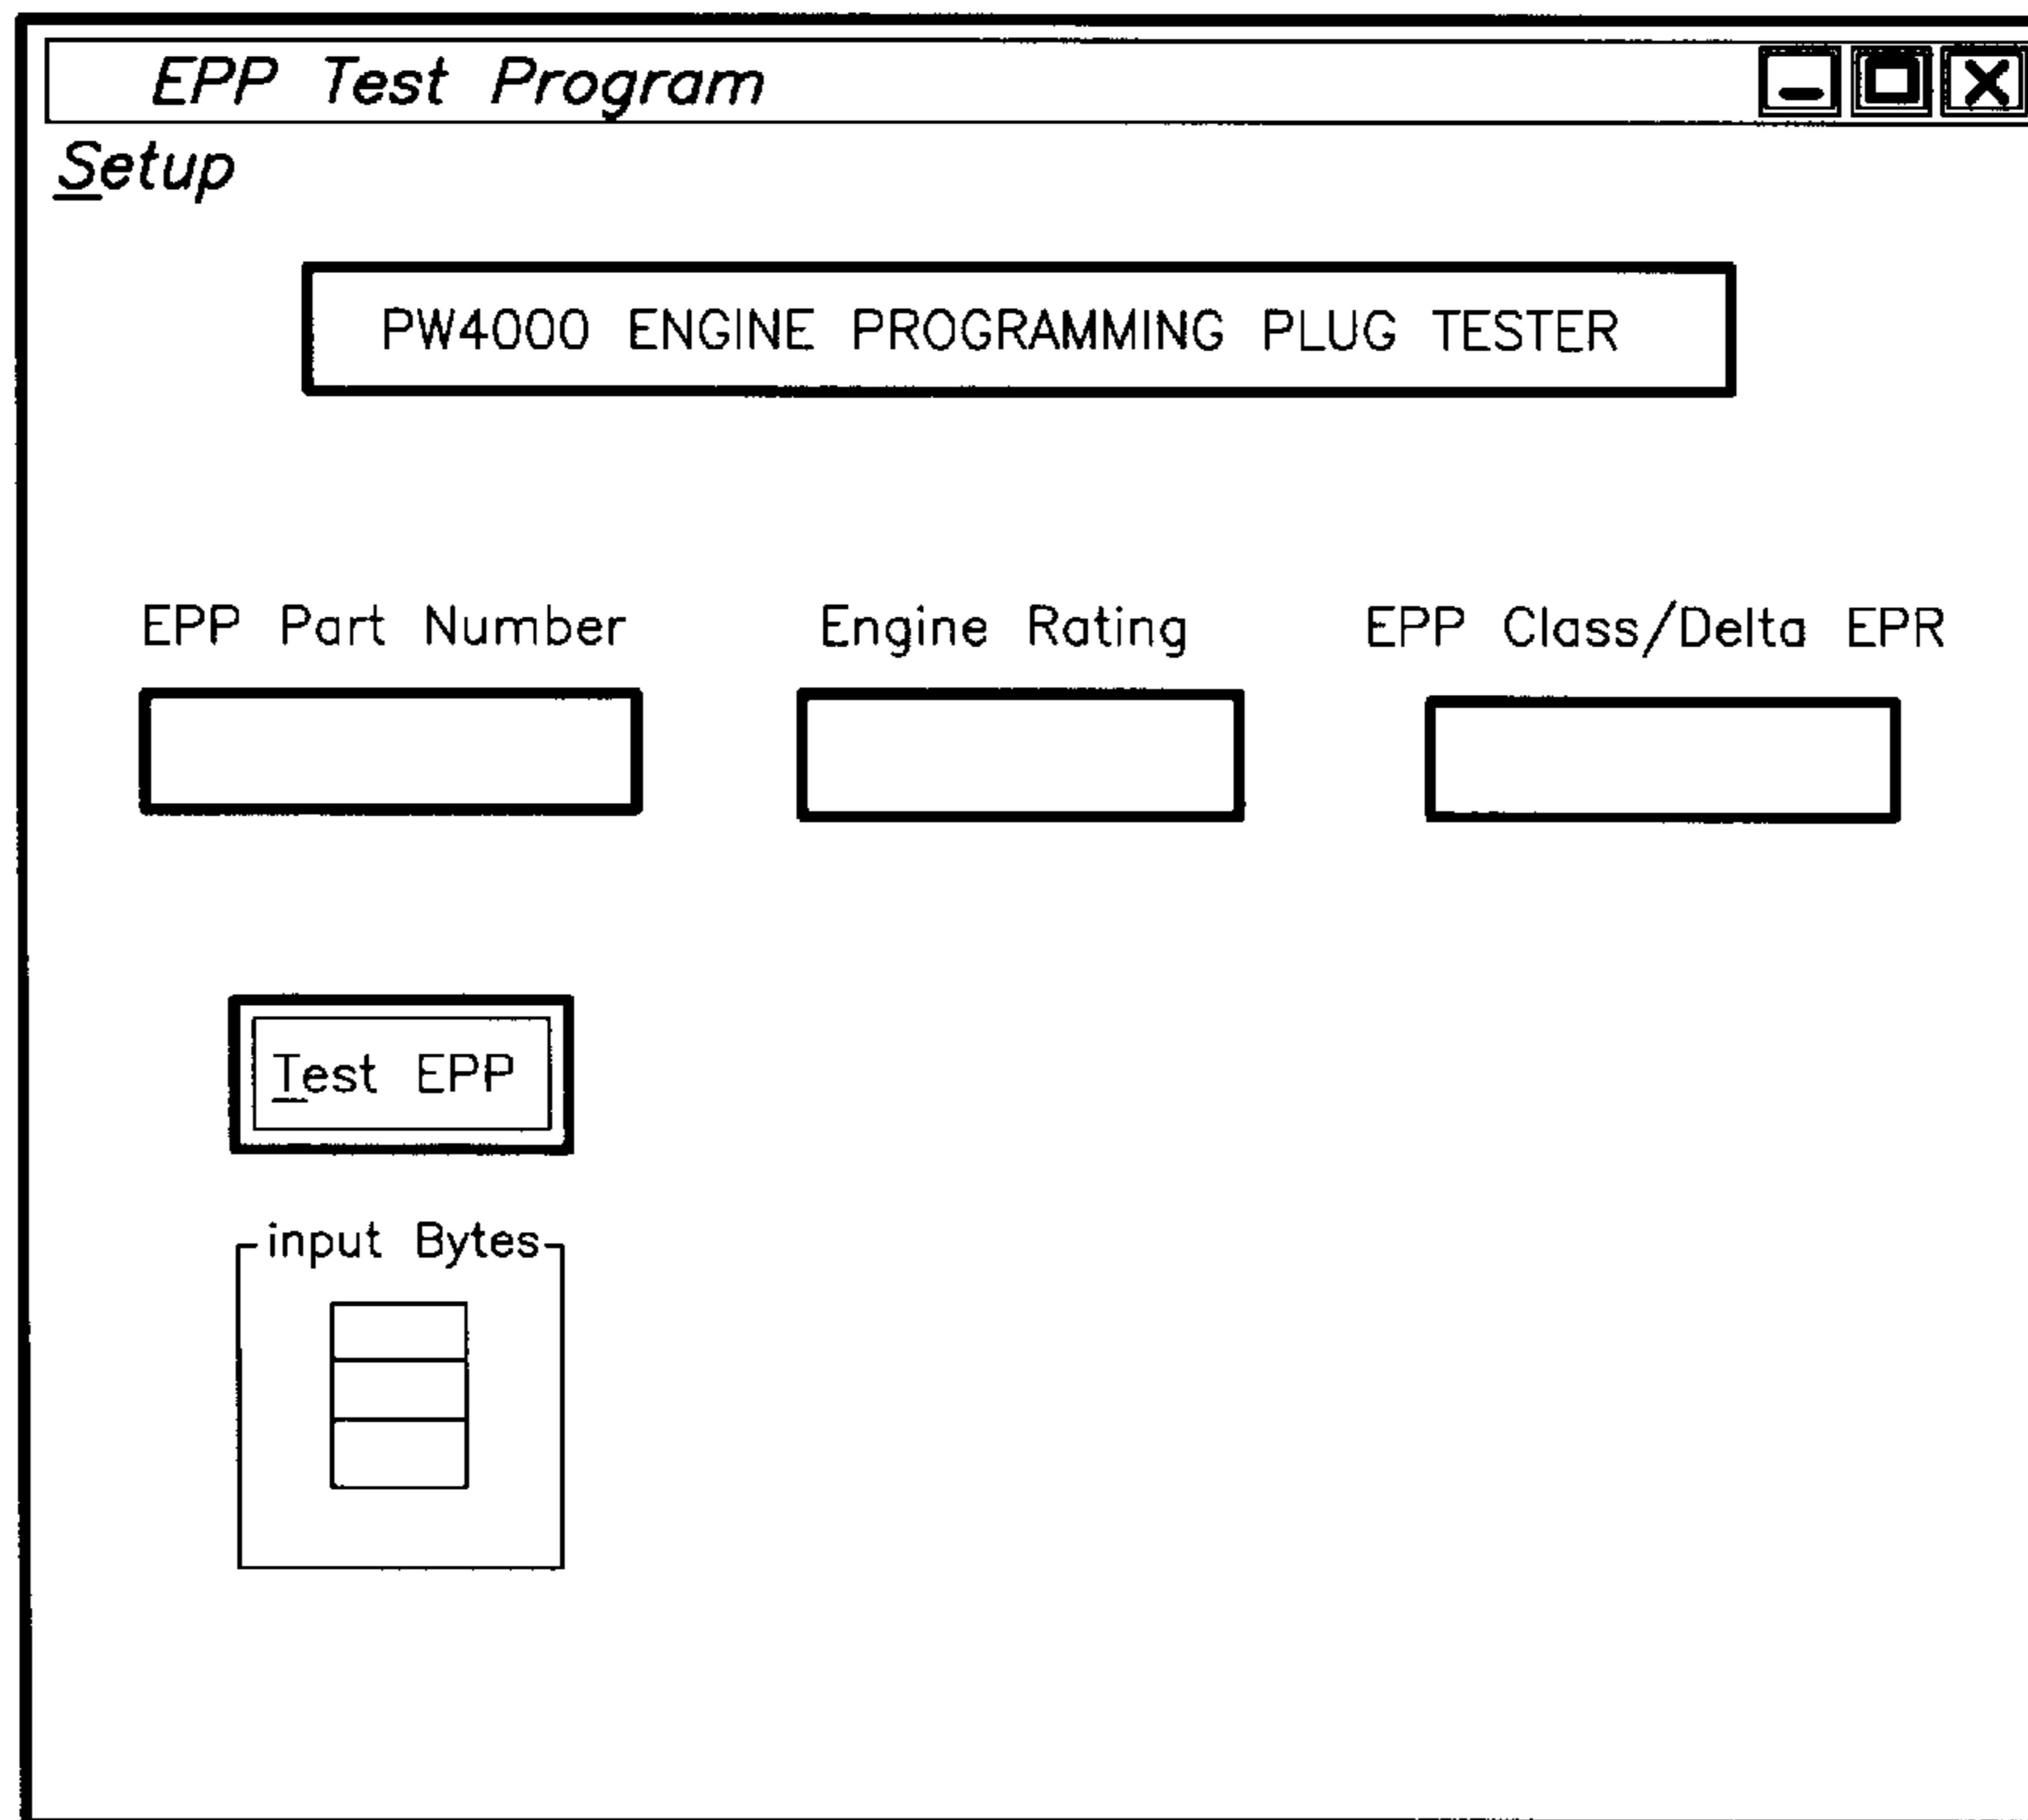 EPP Test Program
Setup
PW4000 ENGINE PROGRAMMING PLUG TESTER
EPP Part Number Engine Rating EPP Class/Delta EPR
Test EPP
input Bytes